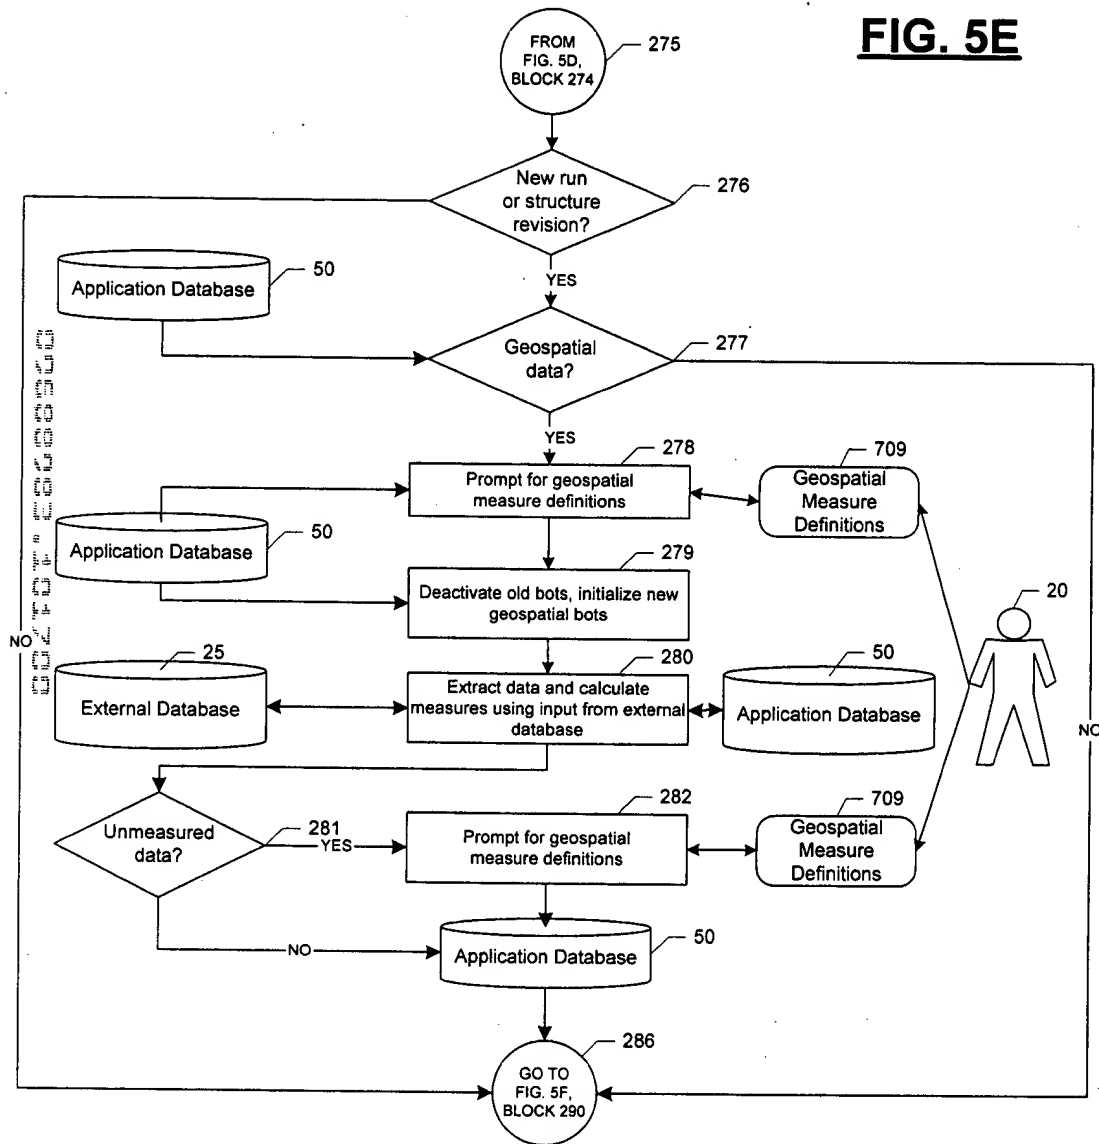 FIG. 5E
FROM
FIG. 5D,
BLOCK 274
275
New run
or structure
revision?
276
50
Application Database
YES
Geospatial
data?
277
YES
278
Prompt for geospatial
measure definitions
709
Geospatial
Measure
Definitions
50
Application Database
279
Deactivate old bots, initialize new
geospatial bots
20
NO
25
External Database
280
Extract data and calculate
measures using input from external
database
50
Application Database
NO
Unmeasured
data?
281
YES
282
Prompt for geospatial
measure definitions
709
Geospatial
Measure
Definitions
NO
Application Database
50
286
GO TO
FIG. 5F,
BLOCK 290